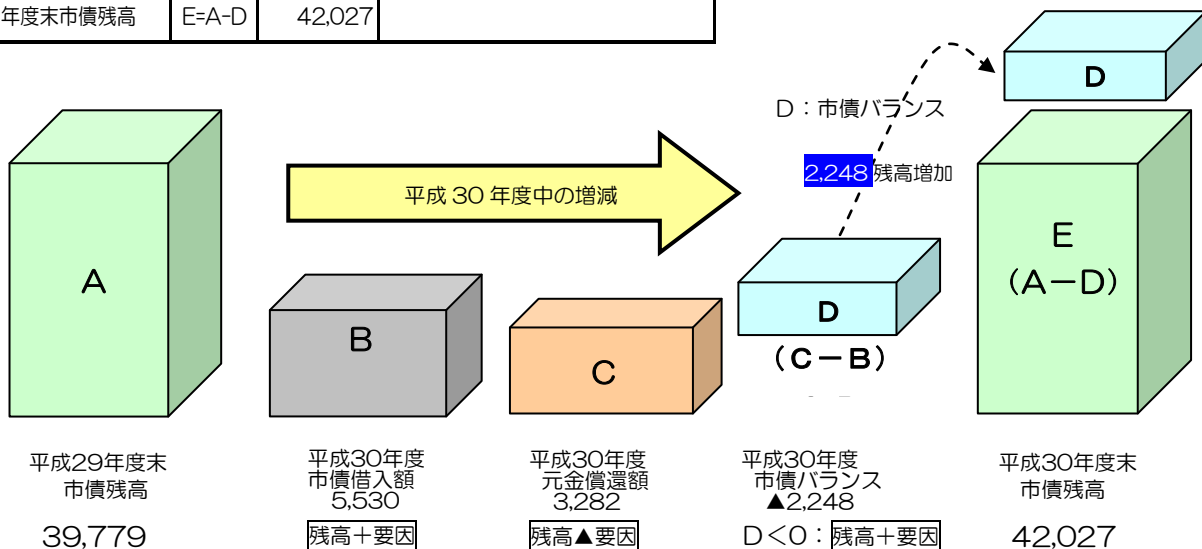 年度末市債残高 E=A-D 42,027
D
D：市債バランス
2,248 残高増加
平成 30 年度中の増減
A
B
C
D
(C－B)
E
(A－D)
平成29年度末
市債残高
39,779
平成30年度
市債借入額
5,530
残高＋要因
平成30年度
元金償還額
3,282
残高▲要因
平成30年度
市債バランス
▲2,248
D＜0：残高＋要因
平成30年度末
市債残高
42,027